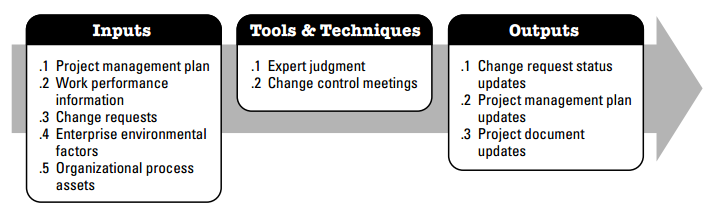 Inputs
.1 Project management plan
.2 Work performance
information
.3 Change requests
.4 Enterprise environmental
factors
.5 Organizational process
assets
Tools & Techniques
.1 Expert judgment
.2 Change control meetings
Outputs
.1 Change request status
updates
.2 Project management plan
updates
.3 Project document
updates